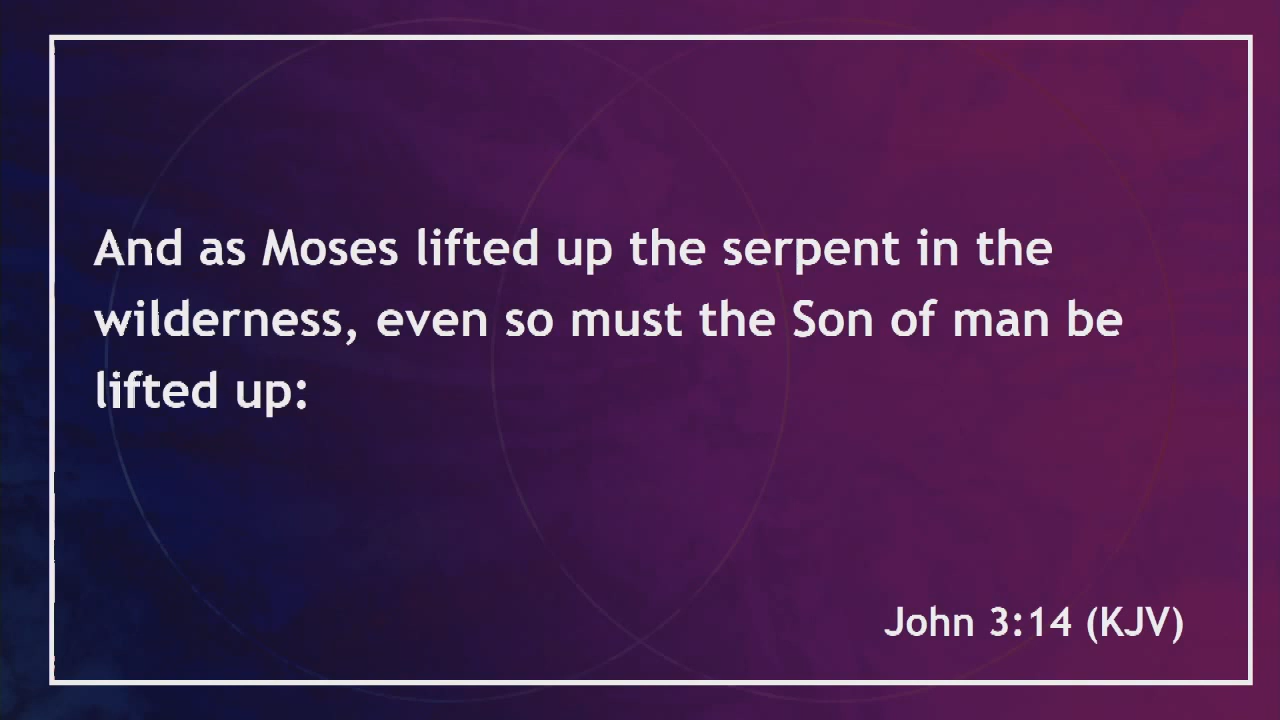 And as Moses lifted up the serpent in the
wilderness, even so must the Son of man be
lifted up:
John 3:14 (KJV)